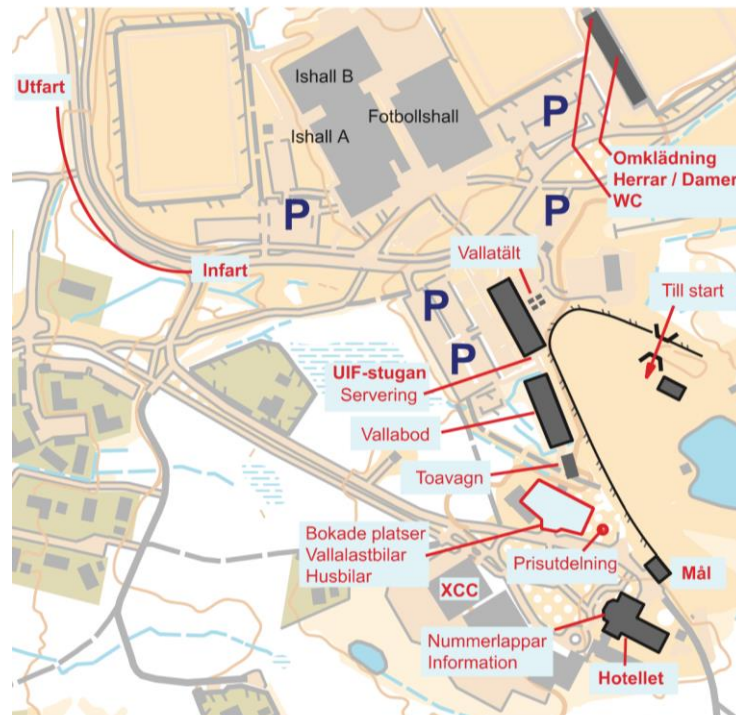 Utfart
Ishall B
Ishall A
Fotbollshall
P
P
P
P
P
Omklädning
Herrar / Damer
WC
Infart
Vallatält
Till start
UIF-stugan
Servering
Vallabod
Toavagn
Bokade platser
Vallalastbilar
Husbilar
Prisutdelning
XCC
Mål
Nummerlappar
Information
Hotellet